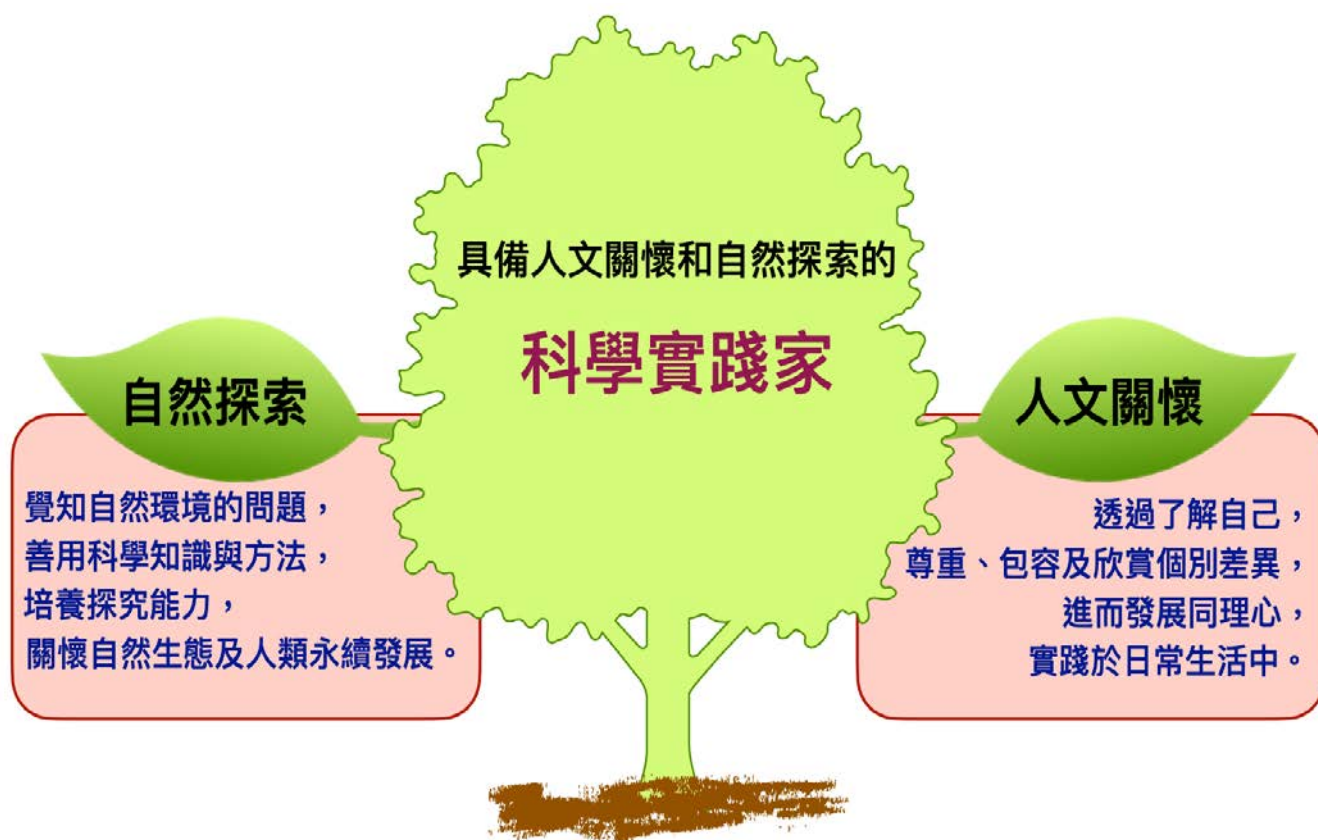 具備人文關懷和自然探索的
科學實踐家
自然探索
覺知自然環境的問題，
善用科學知識與方法，
培養探究能力，
關懷自然生態及人類永續發展。
人文關懷
透過了解自己，
尊重、包容及欣賞個別差異，
進而發展同理心，
實踐於日常生活中。